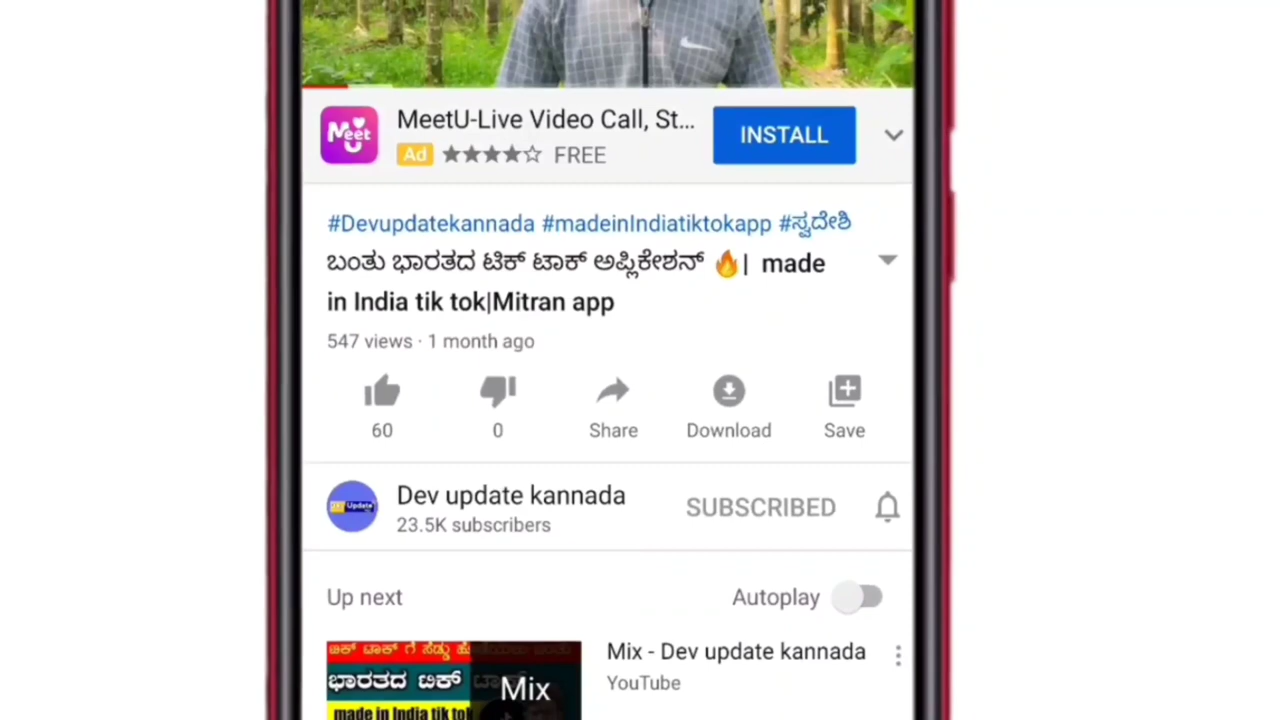 Meet U
MeetU-Live Video Call, St...
Ad ★★★★☆ FREE
INSTALL
#Devupdatekannada #madeinIndiatiktokapp #ಸ್ವದೇಶಿ
ಬಂತು ಭಾರತದ ಟಿಕ್ ಟಾಕ್ ಅಪ್ಲಿಕೇಶನ್ 🔥| made
in India tik tok|Mitran app
547 views · 1 month ago
60
0
Share
Download
Save
Dev update kannada
23.5K subscribers
SUBSCRIBED
Up next
Autoplay
ಟಿಕ್ ಟಾಕ್ ಗೆ ಸೆಡ್ಡು
ಭಾರತದ ಟಿಕ್
made in India tik tok
Mix
Mix - Dev update kannada
YouTube